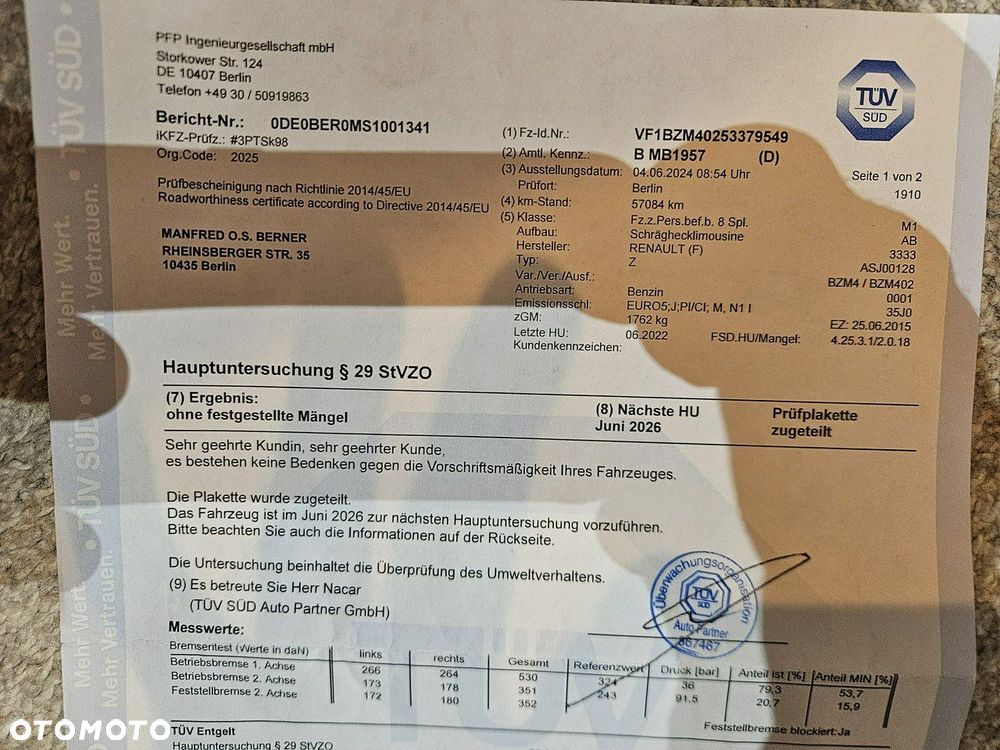 PFP Ingenieurgesellschaft mbH
Storkower Str. 124
DE 10407 Berlin
Telefon +49 30 / 50919863
Bericht-Nr.: 0DE0BER0MS1001341
iKFZ-Prüfz.: #3PTSk98
Org.Code: 2025
Prüfbescheinigung nach Richtlinie 2014/45/EU
Roadworthiness certificate according to Directive 2014/45/EU
MANFRED O.S. BERNER
RHEINSBERGER STR. 35
10435 Berlin
TÜV
SÜD
(1) Fz-Id.Nr.: VF1BZM40253379549
(2) Amtl. Kennz.: B MB1957 (D)
(3) Ausstellungsdatum: 04.06.2024 08:54 Uhr Seite 1 von 2
Prüfort: Berlin 1910
(4) km-Stand: 57084 km
(5) Klasse: Fz.z.Pers.bef.b. 8 Spl. M1
Aufbau: Schräghecklimousine AB
Hersteller: RENAULT (F) 3333
Typ: Z ASJ00128
Var./Ver./Ausf.: BZM4 / BZM402
Antriebsart: Benzin 0001
Emissionsschl: EURO5;J;PI/CI; M, N1 I 35J0
zGM: 1762 kg EZ: 25.06.2015
Letzte HU: 06.2022 FSD.HU/Mangel: 4.25.3.1/2.0.18
Kundenkennzeichen:
Hauptuntersuchung § 29 StVZO
(7) Ergebnis: (8) Nächste HU Prüfplakette
ohne festgestellte Mängel Juni 2026 zugeteilt
Sehr geehrte Kundin, sehr geehrter Kunde,
es bestehen keine Bedenken gegen die Vorschriftsmäßigkeit Ihres Fahrzeuges.
Die Plakette wurde zugeteilt.
Das Fahrzeug ist im Juni 2026 zur nächsten Hauptuntersuchung vorzuführen.
Bitte beachten Sie auch die Informationen auf der Rückseite.
Die Untersuchung beinhaltet die Überprüfung des Umweltverhaltens.
(9) Es betreute Sie Herr Nacar
(TÜV SÜD Auto Partner GmbH)
Überwachungsorganisation
TÜV
SÜD
Auto Partner
867467
Messwerte:
Bremsentest (Werte in daN) links rechts Gesamt Referenzwert Druck [bar] Anteil ist [%] Anteil MIN [%]
Betriebsbremse 1. Achse 266 264 530 324 36 79,3 53,7
Betriebsbremse 2. Achse 173 178 351 243 91,5 20,7 15,9
Feststellbremse 2. Achse 172 180 352
Feststellbremse blockiert:Ja
TÜV Entgelt
Hauptuntersuchung § 29 StVZO
Mehr Wert.
Mehr Vertrauen.
TÜV SÜD
Mehr Wert.
Mehr Vertrauen.
TÜV SÜD
TÜV SÜD
TÜV
OTOMOTO